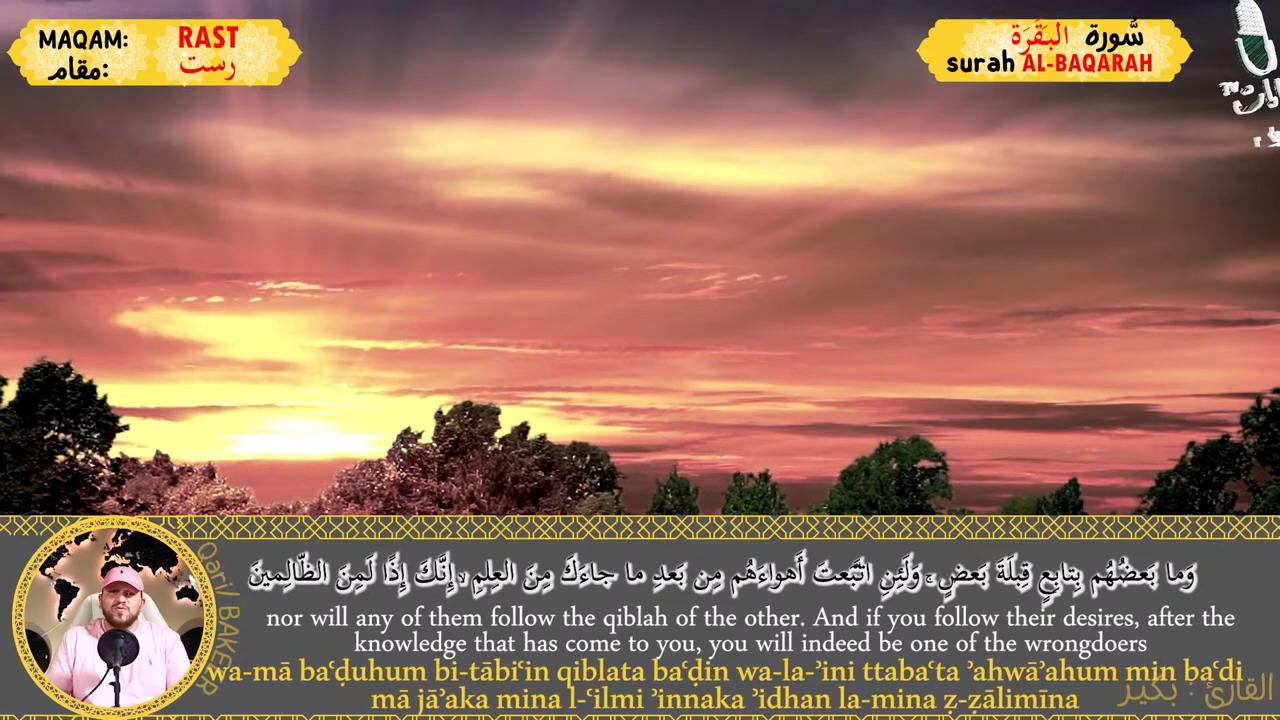 MAQAM:
مقام:
RAST
رست
سُّورة البَقَرَة
surah AL-BAQARAH
وَما بَعضُهُم بِتابِعٍ قِبلَةَ بَعضٍ ۚ وَلَئِنِ اتَّبَعتَ أَهواءَهُم مِن بَعدِ ما جاءَكَ مِنَ العِلمِ ۙ إِنَّكَ إِذًا لَمِنَ الظّالِمينَ
nor will any of them follow the qiblah of the other. And if you follow their desires, after the
knowledge that has come to you, you will indeed be one of the wrongdoers
wa-mā baʿḍuhum bi-tābiʿin qiblata baʿḍin wa-la-ʾini ttabaʿta ʾahwāʾahum min baʿdi
mā jāʾaka mina l-ʿilmi ʾinnaka ʾidhan la-mina ẓ-ẓālimīna
Qari/ BAKEER
القارئ : بكير